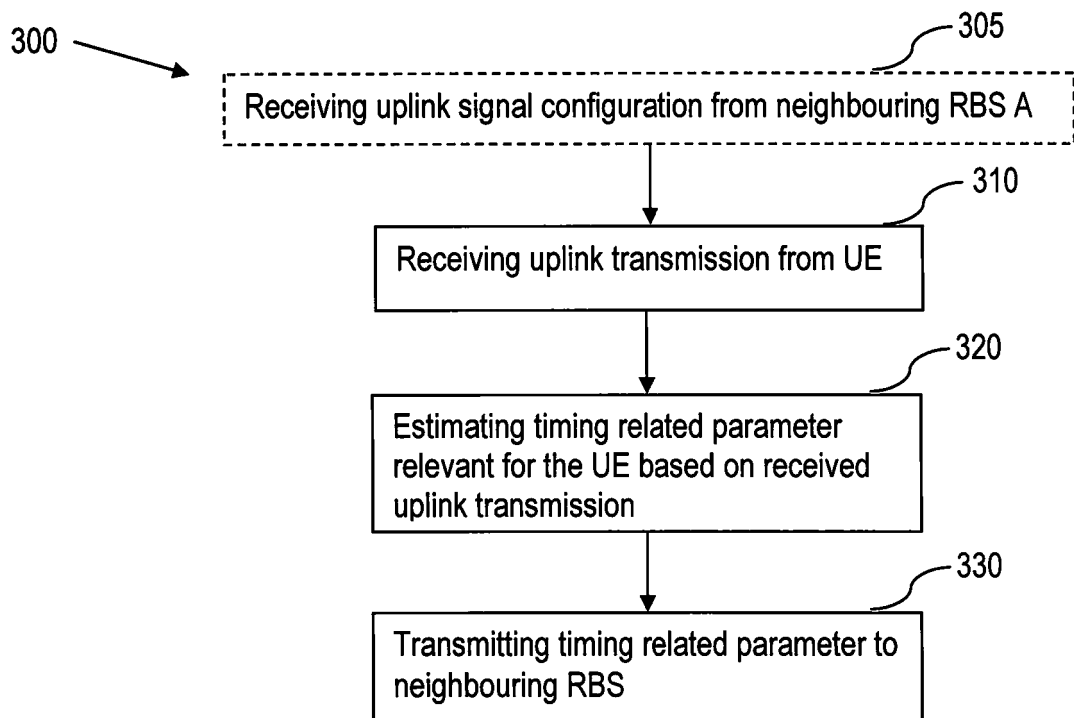 300
305
Receiving uplink signal configuration from neighbouring RBS A
310
Receiving uplink transmission from UE
320
Estimating timing related parameter
relevant for the UE based on received
uplink transmission
330
Transmitting timing related parameter to
neighbouring RBS